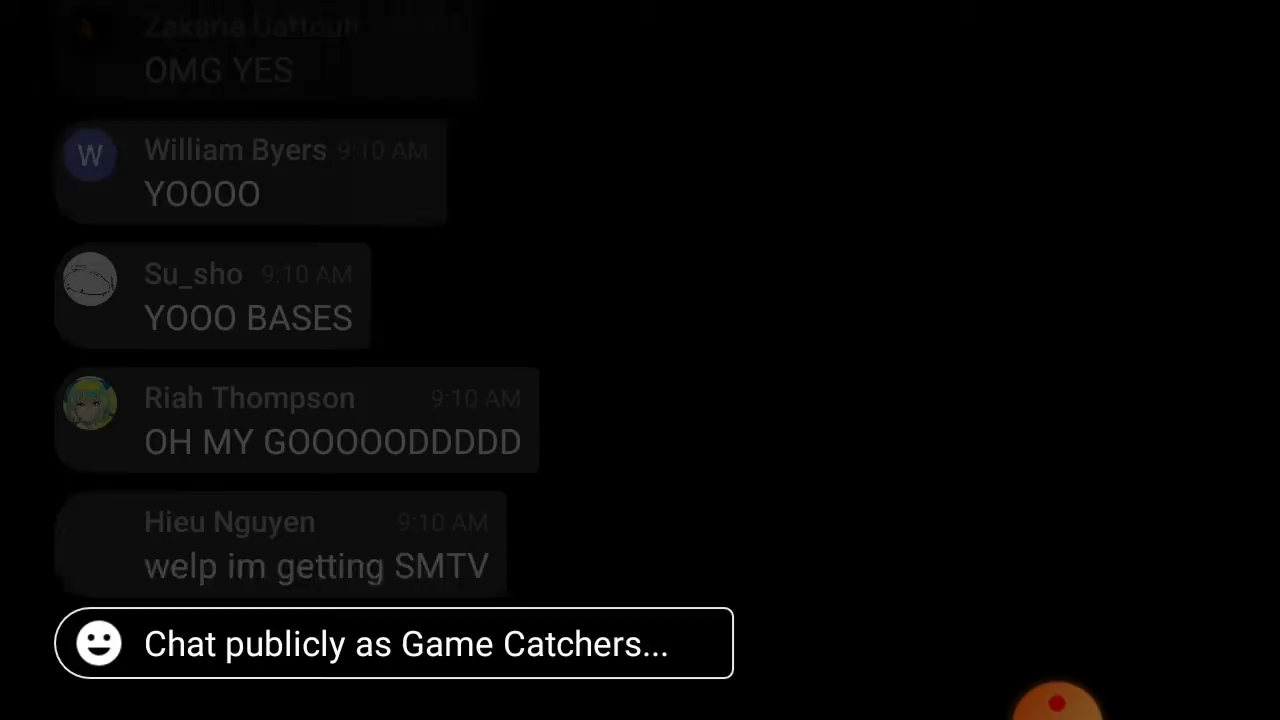 OMG YES
W
William Byers 9:10 AM
YOOOO
Su_sho 9:10 AM
YOOO BASES
Riah Thompson 9:10 AM
OH MY GOOOOODDDDD
Hieu Nguyen 9:10 AM
welp im getting SMTV
Chat publicly as Game Catchers...